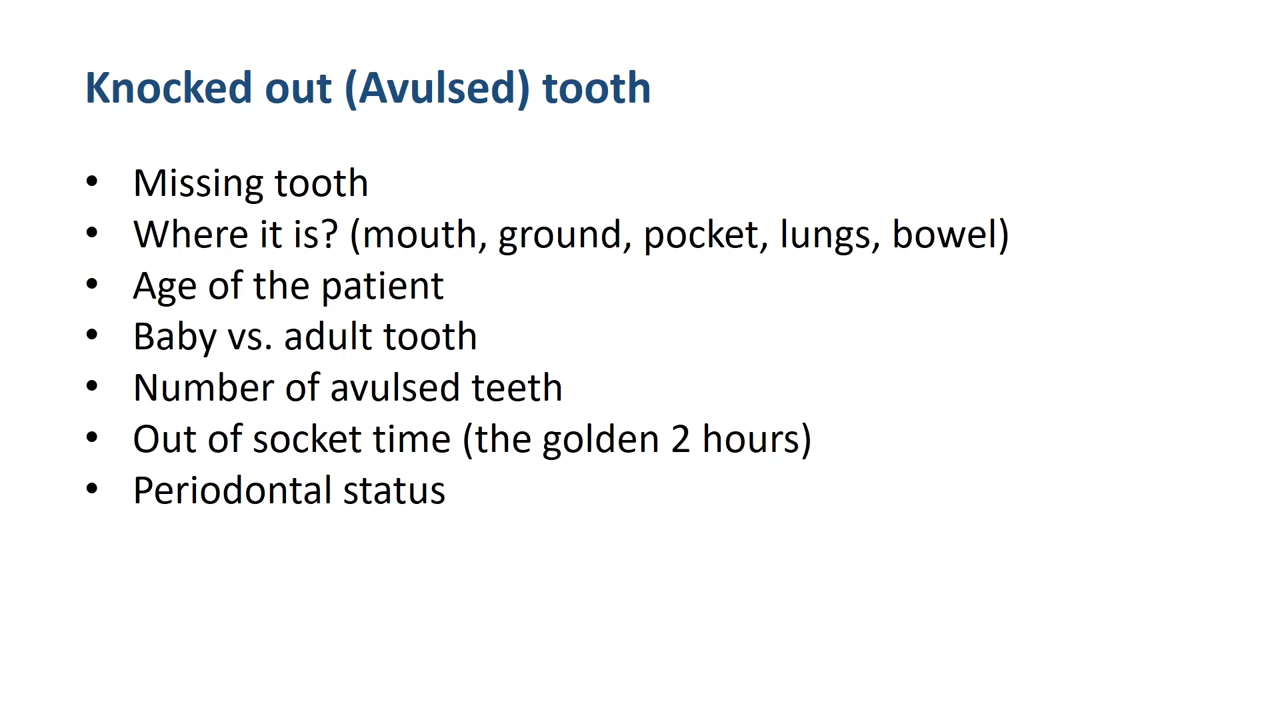 Knocked out (Avulsed) tooth
• Missing tooth
• Where it is? (mouth, ground, pocket, lungs, bowel)
• Age of the patient
• Baby vs. adult tooth
• Number of avulsed teeth
• Out of socket time (the golden 2 hours)
• Periodontal status